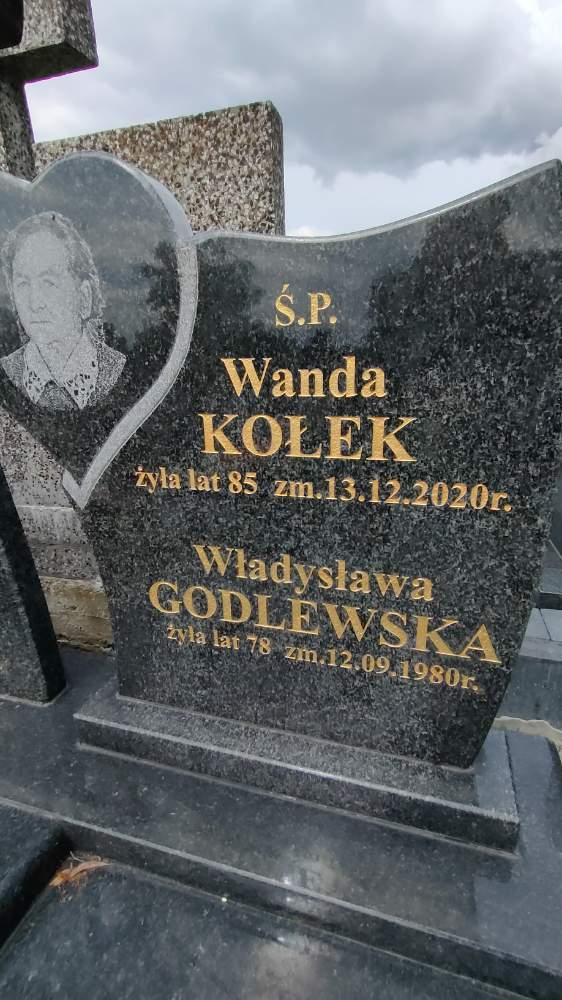 Ś.P.
Wanda
KOŁEK
żyła lat 85 zm.13.12.2020r.
Władysława
GODLEWSKA
żyła lat 78 zm.12.09.1980r.